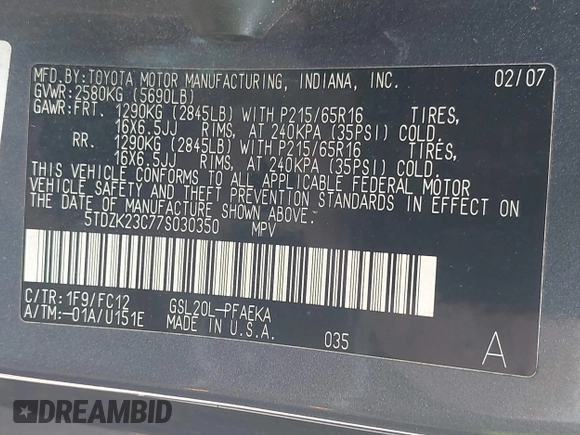 MFD.BY:TOYOTA MOTOR MANUFACTURING, INDIANA, INC. 02/07
GVWR:2580KG (5690LB)
GAWR:FRT. 1290KG (2845LB) WITH P215/65R16 TIRES,
16X6.5JJ RIMS, AT 240KPA (35PSI) COLD.
RR. 1290KG (2845LB) WITH P215/65R16 TIRES,
16X6.5JJ RIMS, AT 240KPA (35PSI) COLD.
THIS VEHICLE CONFORMS TO ALL APPLICABLE FEDERAL MOTOR
VEHICLE SAFETY AND THEFT PREVENTION STANDARDS IN EFFECT ON
THE DATE OF MANUFACTURE SHOWN ABOVE.
5TDZK23C77S030350 MPV
C/TR:1F9/FC12 GSL20L-PFAEKA
A/TM:-01A/U151E MADE IN U.S.A. 035 A
DREAMBID